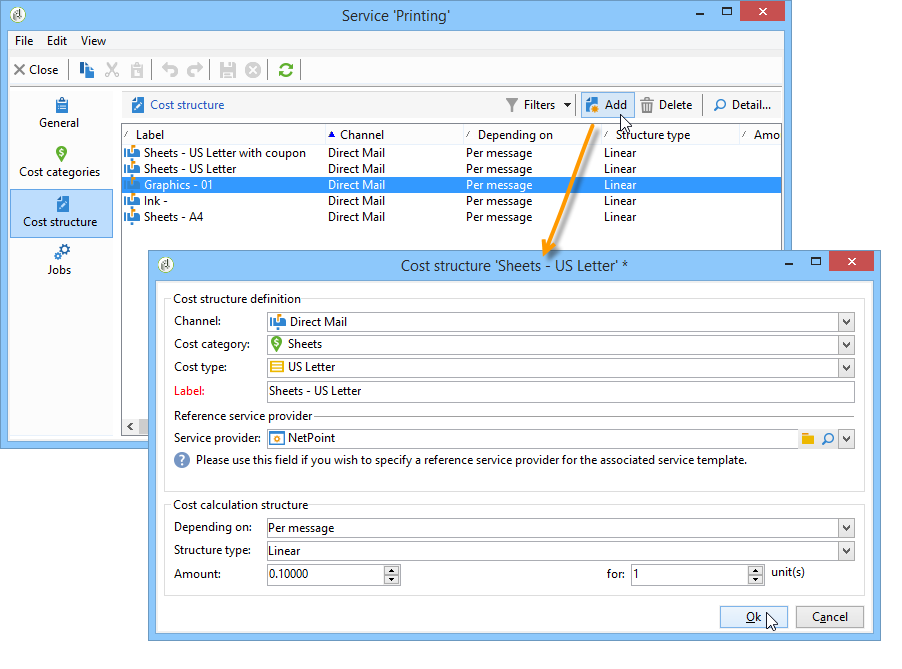 Service 'Printing'
File Edit View
Close
General
Cost categories
Cost structure
Jobs
Cost structure Filters Add Delete Detail...
Label Channel Depending on Structure type Amo
Sheets - US Letter with coupon Direct Mail Per message Linear
Sheets - US Letter Direct Mail Per message Linear
Graphics - 01 Direct Mail Per message Linear
Ink - Direct Mail Per message Linear
Sheets - A4 Direct Mail Per message Linear
Cost structure 'Sheets - US Letter' *
Cost structure definition
Channel: Direct Mail
Cost category: Sheets
Cost type: US Letter
Label: Sheets - US Letter
Reference service provider
Service provider: NetPoint
? Please use this field if you wish to specify a reference service provider for the associated service template.
Cost calculation structure
Depending on: Per message
Structure type: Linear
Amount: 0.10000 for: 1 unit(s)
Ok Cancel